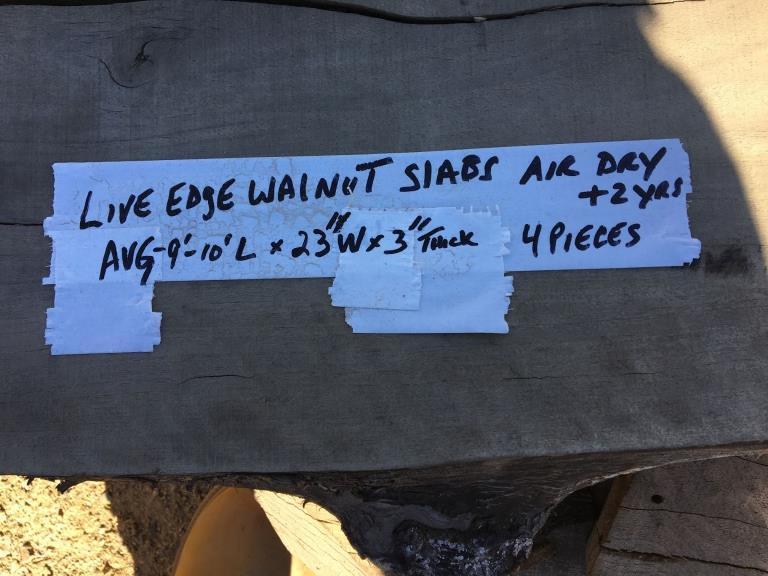 LIVE EDGE WALNUT SLABS AIR DRY
+2 YRS
AVG-9'-10' L x 23" W x 3" Thick 4 PIECES